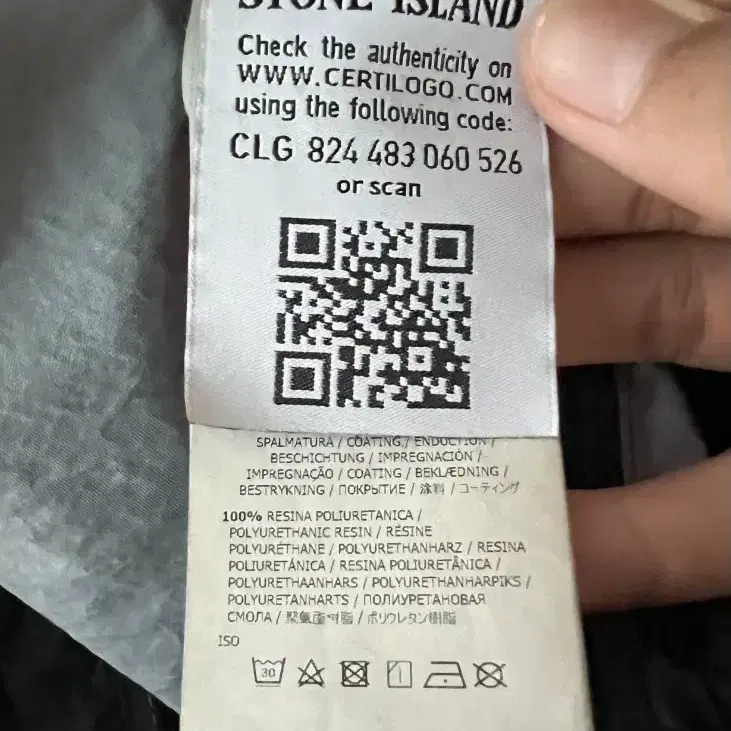 STONE ISLAND
Check the authenticity on
WWW.CERTILOGO.COM
using the following code:
CLG 824 483 060 526
or scan
SPALMATURA / COATING / ENDUCTION /
BESCHICHTUNG / IMPREGNACIÓN /
IMPREGNAÇÃO / COATING / BEKLÆDNING /
BESTRYKNING / ПОКРЫТИЕ / 涂料 / コーティング
100% RESINA POLIURETANICA /
POLYURETHANIC RESIN / RÉSINE
POLYURÉTHANE / POLYURETHANHARZ / RESINA
POLIURETÁNICA / RESINA POLIURETÂNICA /
POLYURETHAANHARS / POLYURETHANHARPIKS /
POLYURETANHARTS / ПОЛИУРЕТАНОВАЯ
СМОЛА / 聚氨酯树脂 / ポリウレタン樹脂
ISO
30